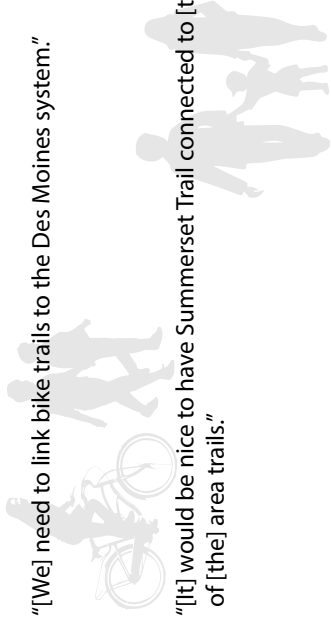 "[We] need to link bike trails to the Des Moines system."
"[It] would be nice to have Summerset Trail connected to [t
of [the] area trails."